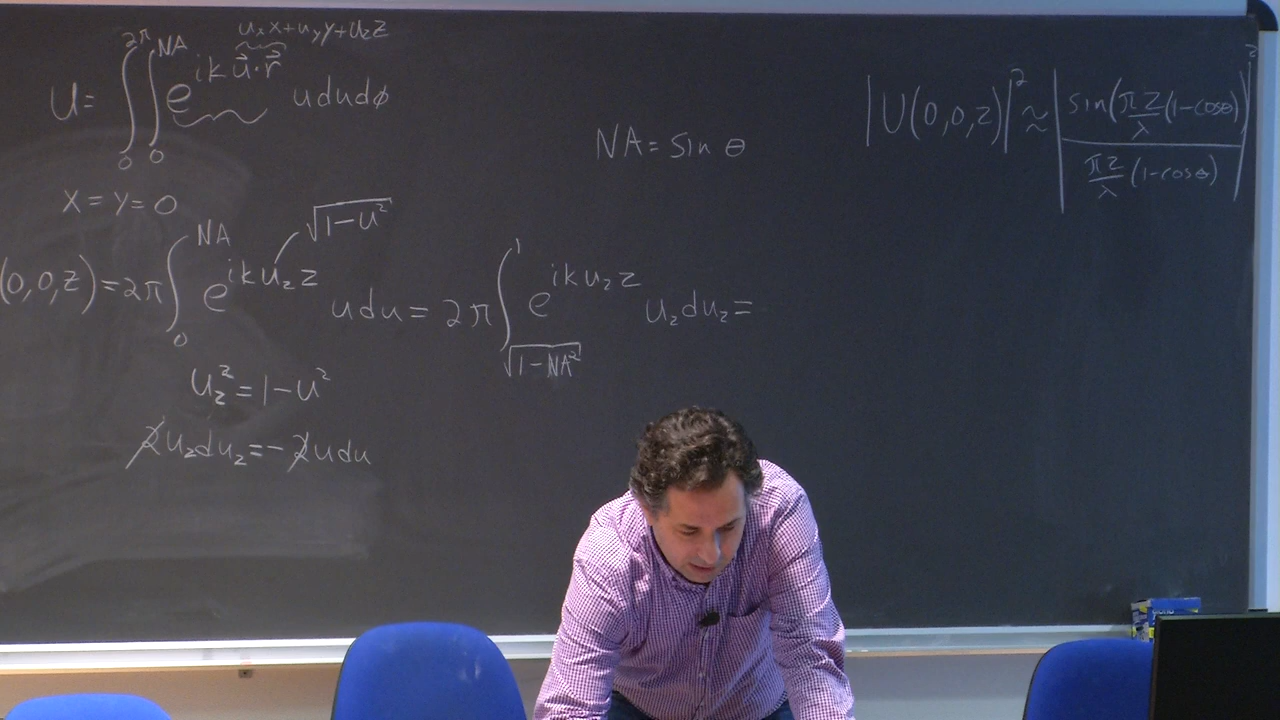 uₓx+u_yy+u_zz
U= ∫₀^{2π} ∫₀^{NA} e^{ik u⃗·r⃗} u du dϕ
|U(0,0,z)|² ≈ |sin(πz/λ (1-cosθ)) / πz/λ (1-cosθ)|²
NA = sin θ
x = y = 0
√1-u²
(0,0,z) = 2π ∫₀^{NA} e^{iku_z z} u du = 2π ∫_{√1-NA²}^{1} e^{iku_z z} u_z du_z =
u_z² = 1-u²
2u_z du_z = -2u du